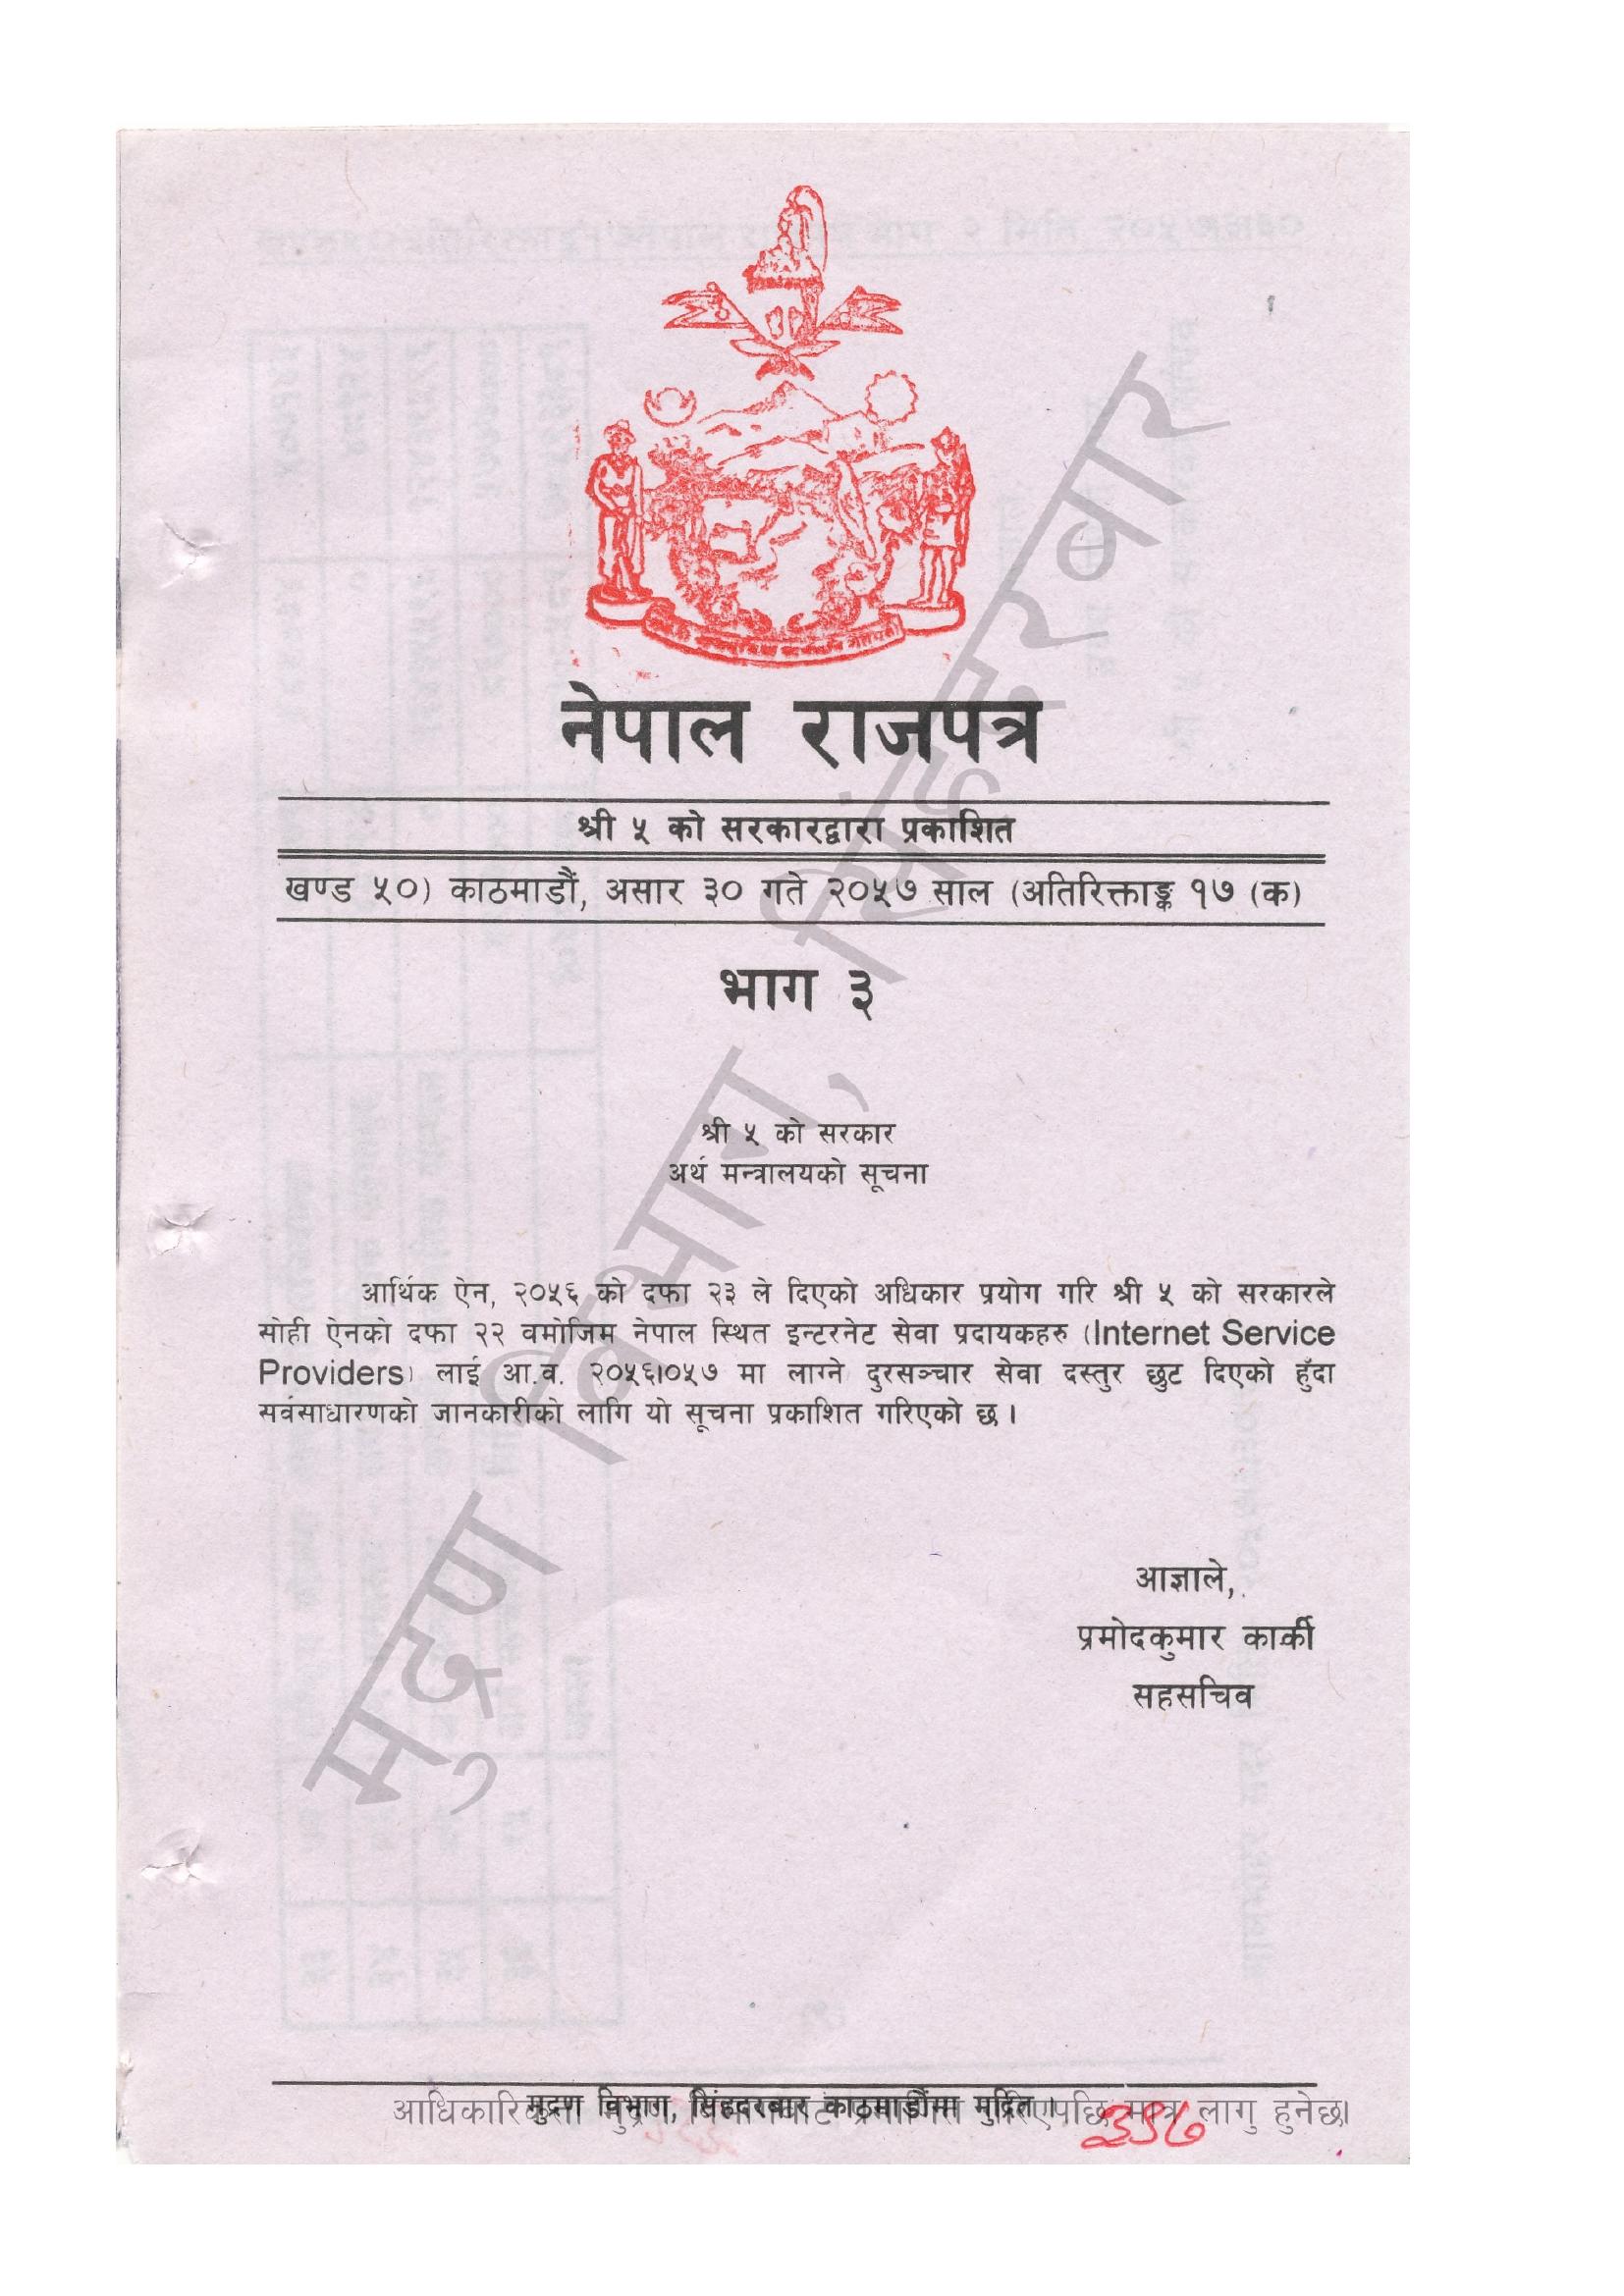 नेपाल राजपत्र
श्री ५ को सरकारद्वारा प्रकाशित
खण्ड ५०) काठमाडौं, असार ३० गते २०५७ साल (अतिरिक्ताङ्क १७ (क)
भाग ३
श्री ५ को सरकार
अर्थ मन्त्रालयको सूचना
आर्थिक ऐन, २०५६ को दफा २३ ले दिएको अधिकार प्रयोग गरि श्री ५ को सरकारले
सोही ऐनको दफा २२ वमोजिम नेपाल स्थित इन्टरनेट सेवा प्रदायकहरु (Internet Service
Providers) लाई आ.व. २०५६।०५७ मा लाग्ने दुरसञ्चार सेवा दस्तुर छुट दिएको हुँदा
सर्वसाधारणको जानकारीको लागि यो सूचना प्रकाशित गरिएको छ ।
आज्ञाले,
प्रमोदकुमार कार्की
सहसचिव
मुद्रण विभाग, सिंहदरबार
मुद्रण विभाग, सिंहदरबार काठमाडौंमा मुद्रित ।
मात्र लागु हुनेछ।